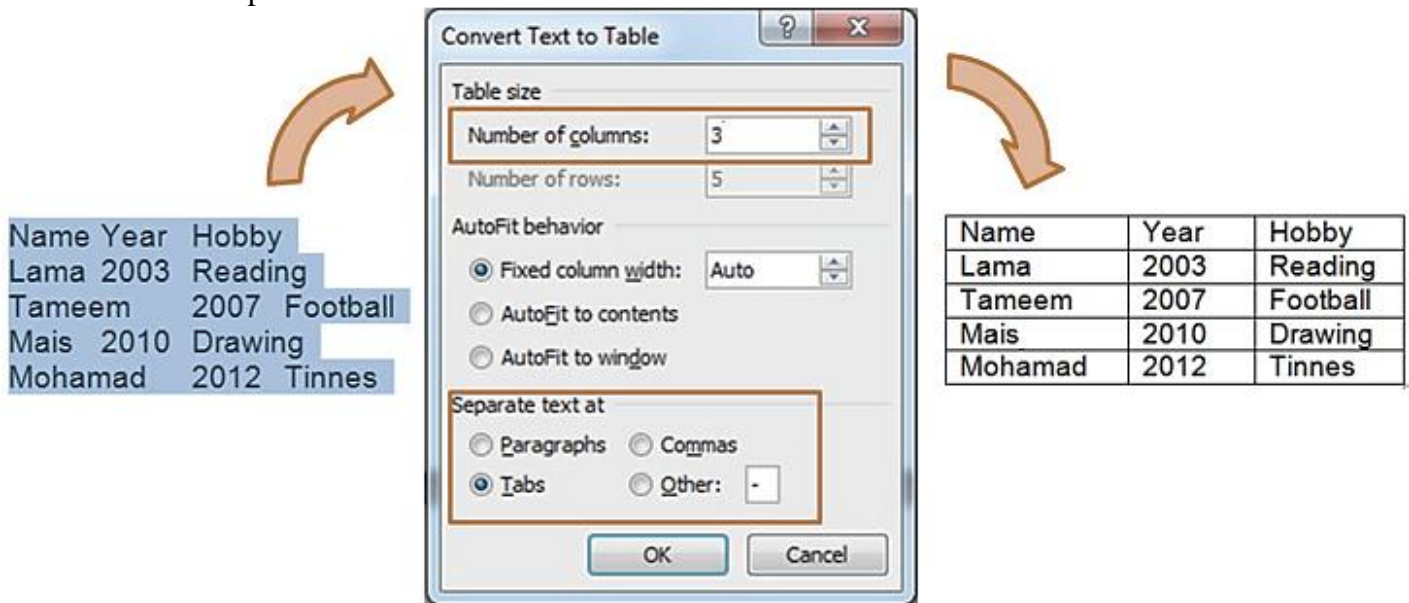 Name Year Hobby
Lama 2003 Reading
Tameem 2007 Football
Mais 2010 Drawing
Mohamad 2012 Tinnes
Convert Text to Table
Table size
Number of columns: 3
Number of rows: 5
AutoFit behavior
Fixed column width: Auto
AutoFit to contents
AutoFit to window
Separate text at
Paragraphs Commas
Tabs Other: -
OK Cancel
Name Year Hobby
Lama 2003 Reading
Tameem 2007 Football
Mais 2010 Drawing
Mohamad 2012 Tinnes